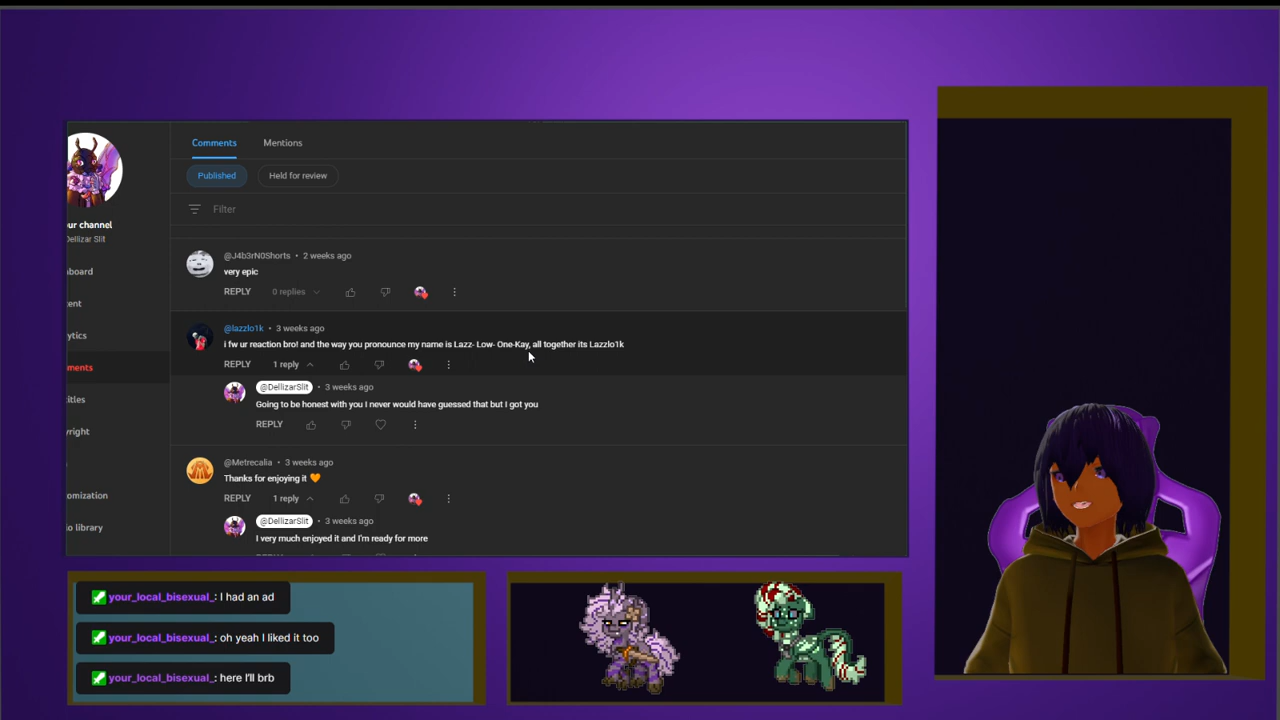 Comments
Mentions
Published
Held for review
Filter
ur channel
Dellizar Slit
board
tent
ytics
ments
titles
yright
omization
io library
@J4b3rN0Shorts • 2 weeks ago
very epic
REPLY 0 replies
@lazzlo1k • 3 weeks ago
i fw ur reaction bro! and the way you pronounce my name is Lazz- Low- One-Kay, all together its Lazzlo1k
REPLY 1 reply
@DellizarSlit • 3 weeks ago
Going to be honest with you I never would have guessed that but I got you
REPLY
@Metrecalia • 3 weeks ago
Thanks for enjoying it 🧡
REPLY 1 reply
@DellizarSlit • 3 weeks ago
I very much enjoyed it and I'm ready for more
your_local_bisexual_: I had an ad
your_local_bisexual_: oh yeah I liked it too
your_local_bisexual_: here I'll brb